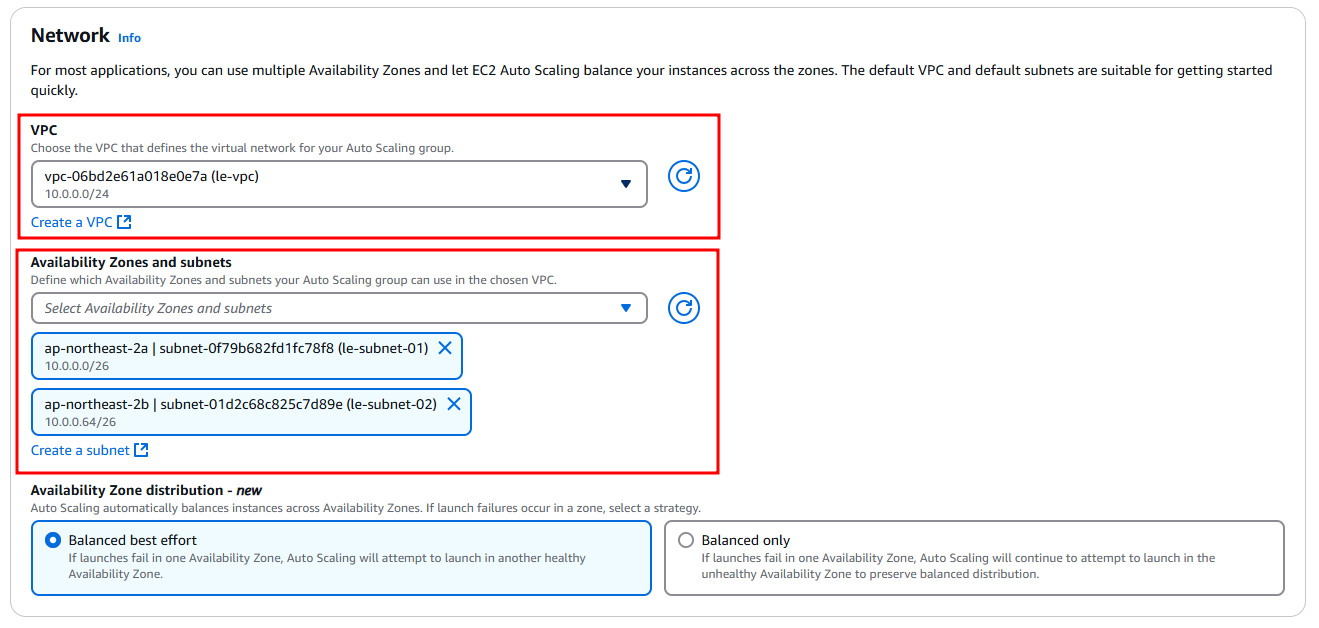 Network Info
For most applications, you can use multiple Availability Zones and let EC2 Auto Scaling balance your instances across the zones. The default VPC and default subnets are suitable for getting started
quickly.
VPC
Choose the VPC that defines the virtual network for your Auto Scaling group.
vpc-06bd2e61a018e0e7a (le-vpc)
10.0.0.0/24
Create a VPC
Availability Zones and subnets
Define which Availability Zones and subnets your Auto Scaling group can use in the chosen VPC.
Select Availability Zones and subnets
ap-northeast-2a | subnet-0f79b682fd1fc78f8 (le-subnet-01)
10.0.0.0/26
ap-northeast-2b | subnet-01d2c68c825c7d89e (le-subnet-02)
10.0.0.64/26
Create a subnet
Availability Zone distribution - new
Auto Scaling automatically balances instances across Availability Zones. If launch failures occur in a zone, select a strategy.
Balanced best effort
If launches fail in one Availability Zone, Auto Scaling will attempt to launch in another healthy
Availability Zone.
Balanced only
If launches fail in one Availability Zone, Auto Scaling will continue to attempt to launch in the
unhealthy Availability Zone to preserve balanced distribution.